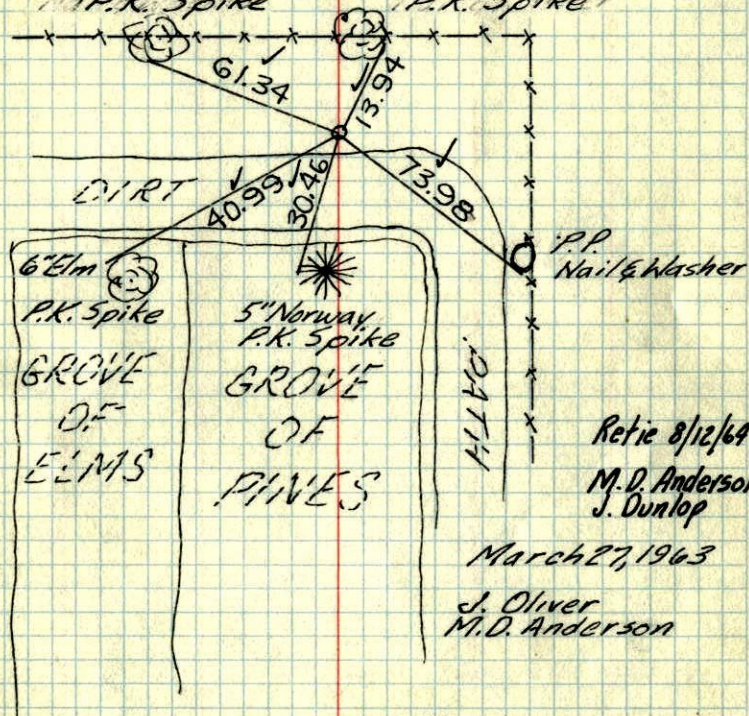 P.K. Spike
P.K. Spike
61.34
13.94
DIRT
40.99
30.46
73.98
6" Elm
P.K. Spike
5" Norway
P.K. Spike
P.P.
Nail & Washer
GROVE
OF
ELMS
GROVE
OF
PINES
PATH
Retie 8/12/64
M.D. Anderson
J. Dunlop
March 27, 1963
J. Oliver
M.D. Anderson